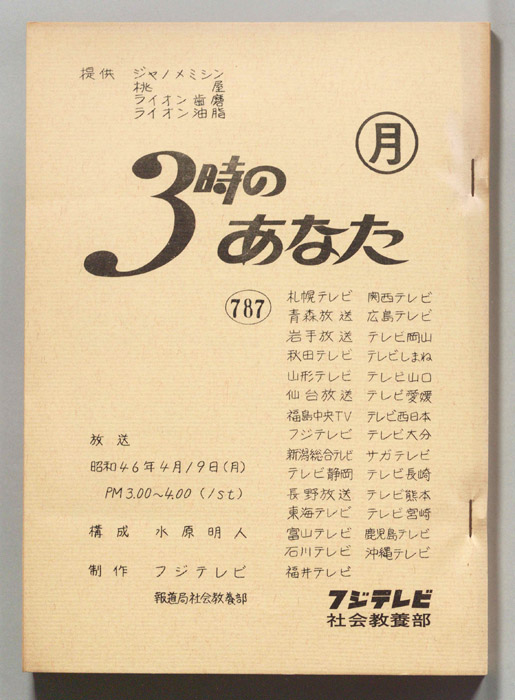 提供 ジャノメミシン
桃屋
ライオン歯磨
ライオン油脂
月
3時の
あなた
787
札幌テレビ 関西テレビ
青森放送 広島テレビ
岩手放送 テレビ岡山
秋田テレビ テレビしまね
山形テレビ テレビ山口
仙台放送 テレビ愛媛
福島中央TV テレビ西日本
フジテレビ テレビ大分
新潟総合テレビ サガテレビ
テレビ静岡 テレビ長崎
長野放送 テレビ熊本
東海テレビ テレビ宮崎
富山テレビ 鹿児島テレビ
石川テレビ 沖縄テレビ
福井テレビ
放送
昭和46年4月19日(月)
PM3.00~4.00(1st)
構成 水原明人
制作 フジテレビ
報道局社会教養部
フジテレビ
社会教養部